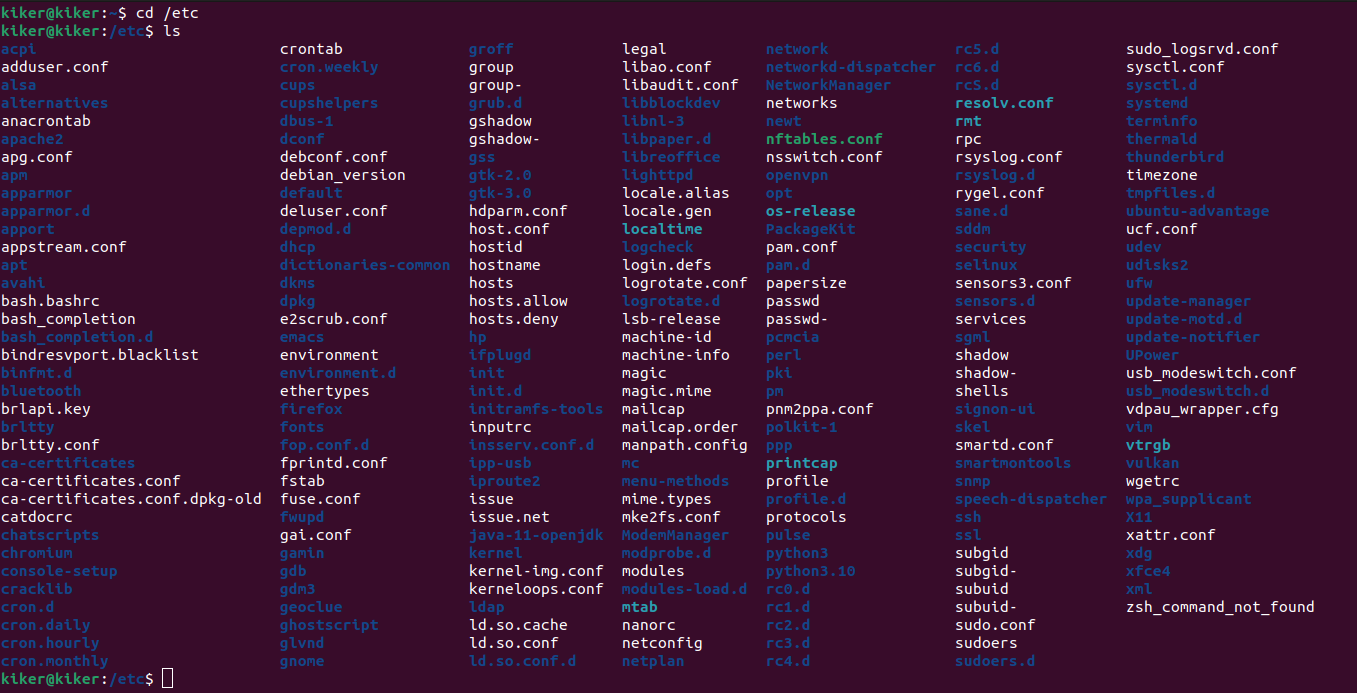 kiker@kiker:~$ cd /etc
kiker@kiker:/etc$ ls
acpi crontab groff legal network rc5.d sudo_logsrvd.conf
adduser.conf cron.weekly group libao.conf networkd-dispatcher rc6.d sysctl.conf
alsa cups group- libaudit.conf NetworkManager rcS.d sysctl.d
alternatives cupshelpers grub.d libblockdev networks resolv.conf systemd
anacrontab dbus-1 gshadow libnl-3 newt rmt terminfo
apache2 dconf gshadow- libpaper.d nftables.conf rpc thermald
apg.conf debconf.conf gss libreoffice nsswitch.conf rsyslog.conf thunderbird
apm debian_version gtk-2.0 lighttpd openvpn rsyslog.d timezone
apparmor default gtk-3.0 locale.alias opt rygel.conf tmpfiles.d
apparmor.d deluser.conf hdparm.conf locale.gen os-release sane.d ubuntu-advantage
apport depmod.d host.conf localtime PackageKit sddm ucf.conf
appstream.conf dhcp hostid logcheck pam.conf security udev
apt dictionaries-common hostname login.defs pam.d selinux udisks2
avahi dkms hosts logrotate.conf papersize sensors3.conf ufw
bash.bashrc dpkg hosts.allow logrotate.d passwd sensors.d update-manager
bash_completion e2scrub.conf hosts.deny lsb-release passwd- services update-motd.d
bash_completion.d emacs hp machine-id pcmcia sgml update-notifier
bindresvport.blacklist environment ifplugd machine-info perl shadow UPower
binfmt.d environment.d init magic pki shadow- usb_modeswitch.conf
bluetooth ethertypes init.d magic.mime pm shells usb_modeswitch.d
brlapi.key firefox initramfs-tools mailcap pnm2ppa.conf signon-ui vdpau_wrapper.cfg
brltty fonts inputrc mailcap.order polkit-1 skel vim
brltty.conf fop.conf.d insserv.conf.d manpath.config ppp smartd.conf vtrgb
ca-certificates fprintd.conf ipp-usb mc printcap smartmontools vulkan
ca-certificates.conf fstab iproute2 menu-methods profile snmp wgetrc
ca-certificates.conf.dpkg-old fuse.conf issue mime.types profile.d speech-dispatcher wpa_supplicant
catdocrc fwupd issue.net mke2fs.conf protocols ssh X11
chatscripts gai.conf java-11-openjdk ModemManager pulse ssl xattr.conf
chromium gamin kernel modprobe.d python3 subgid xdg
console-setup gdb kernel-img.conf modules python3.10 subgid- xfce4
cracklib gdm3 kerneloops.conf modules-load.d rc0.d subuid xml
cron.d geoclue ldap mtab rc1.d subuid- zsh_command_not_found
cron.daily ghostscript ld.so.cache nanorc rc2.d sudo.conf
cron.hourly glvnd ld.so.conf netconfig rc3.d sudoers
cron.monthly gnome ld.so.conf.d netplan rc4.d sudoers.d
kiker@kiker:/etc$